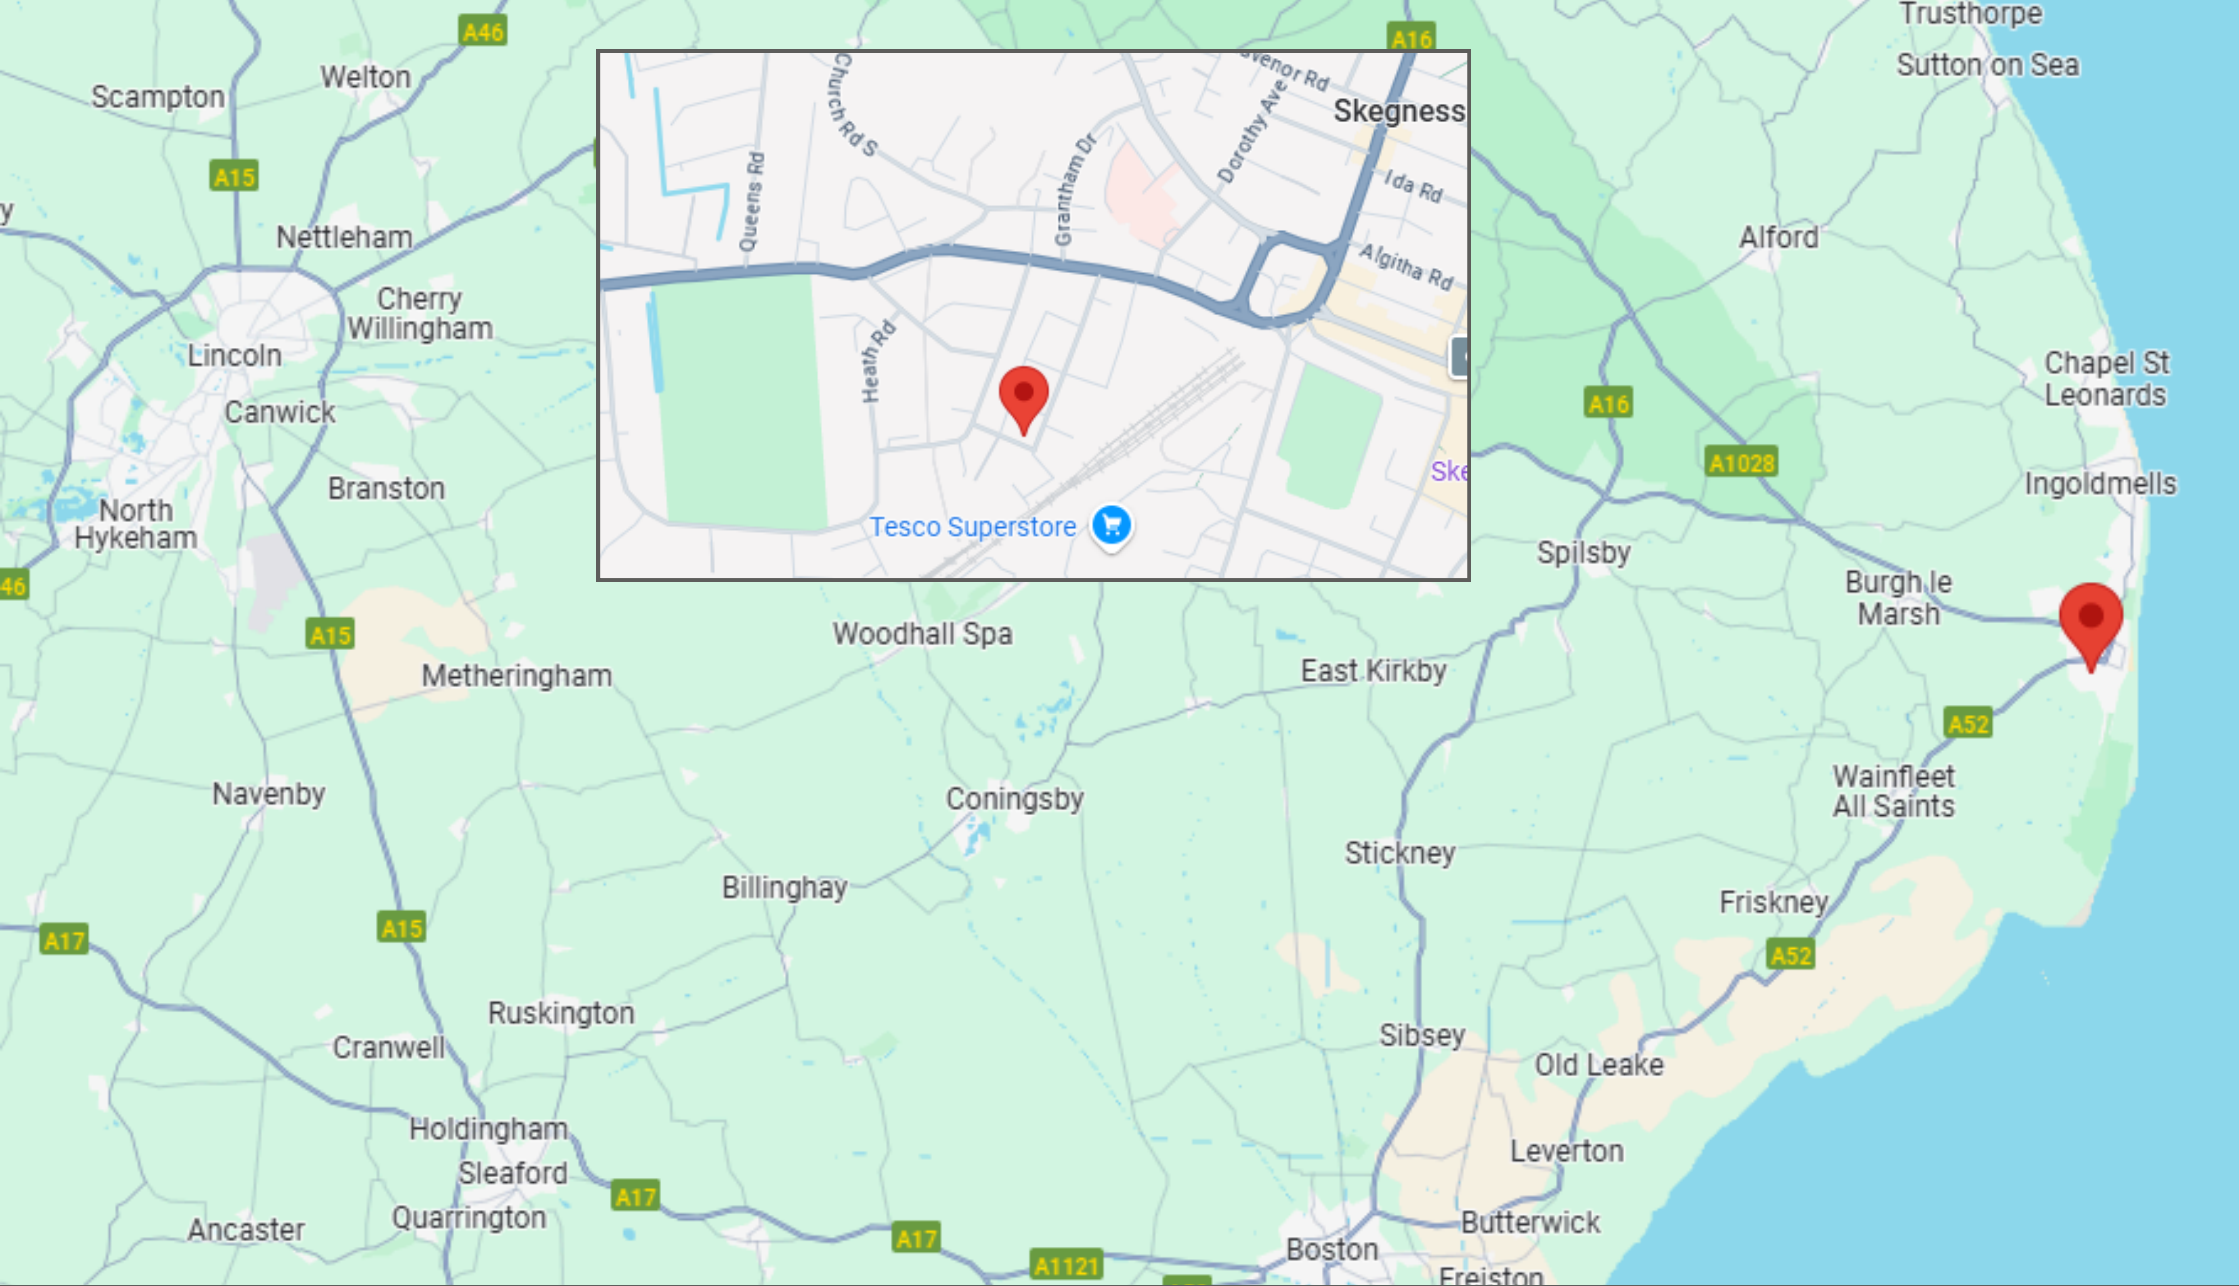 Trusthorpe
A46
A16
Sutton on Sea
Welton
Scampton
A15
Nettleham
Alford
Cherry
Willingham
Lincoln
Chapel St
Leonards
Canwick
A16
A1028
Branston
Ingoldmells
North
Hykeham
Spilsby
46
Burgh le
Marsh
A15
Woodhall Spa
East Kirkby
Metheringham
A52
Wainfleet
All Saints
Navenby
Coningsby
Stickney
Billinghay
Friskney
A15
A17
A52
Ruskington
Sibsey
Cranwell
Old Leake
Holdingham
Leverton
Sleaford
A17
Quarrington
Ancaster
Butterwick
A17
Boston
A1121
Freiston
Church Rd S
venor Rd
Dorothy Ave
Skegness
Queens Rd
Grantham Dr
Ida Rd
Algitha Rd
Heath Rd
Ske
Tesco Superstore